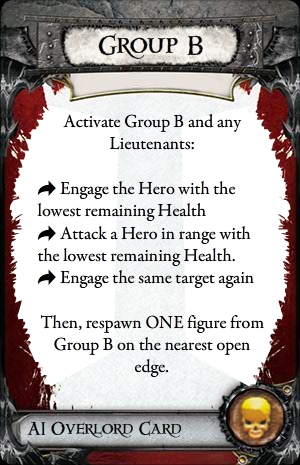 Group B
Activate Group B and any
Lieutenants:
Engage the Hero with the
lowest remaining Health
Attack a Hero in range with
the lowest remaining Health.
Engage the same target again
Then, respawn ONE figure from
Group B on the nearest open
edge.
AI Overlord Card